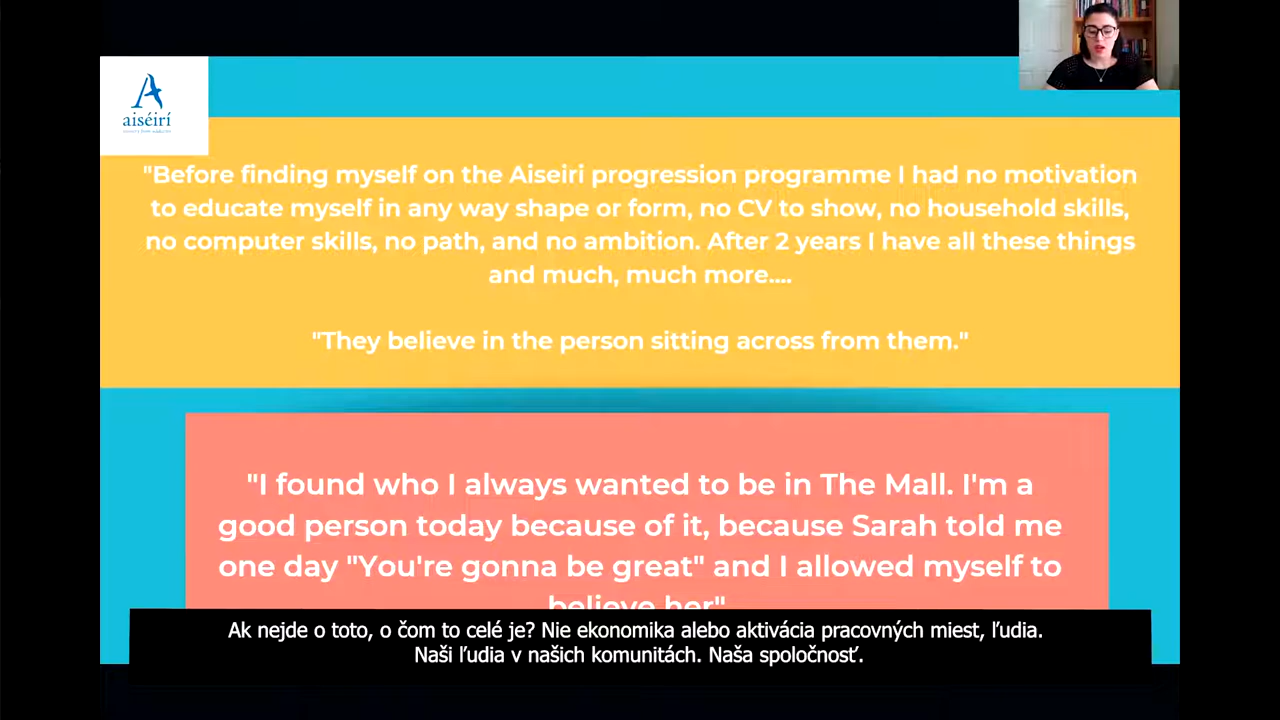 aiséirí
"Before finding myself on the Aiseiri progression programme I had no motivation
to educate myself in any way shape or form, no CV to show, no household skills,
no computer skills, no path, and no ambition. After 2 years I have all these things
and much, much more....
"They believe in the person sitting across from them."
"I found who I always wanted to be in The Mall. I'm a
good person today because of it, because Sarah told me
one day "You're gonna be great" and I allowed myself to
believe her"
Ak nejde o toto, o čom to celé je? Nie ekonomika alebo aktivácia pracovných miest, ľudia.
Naši ľudia v našich komunitách. Naša spoločnosť.